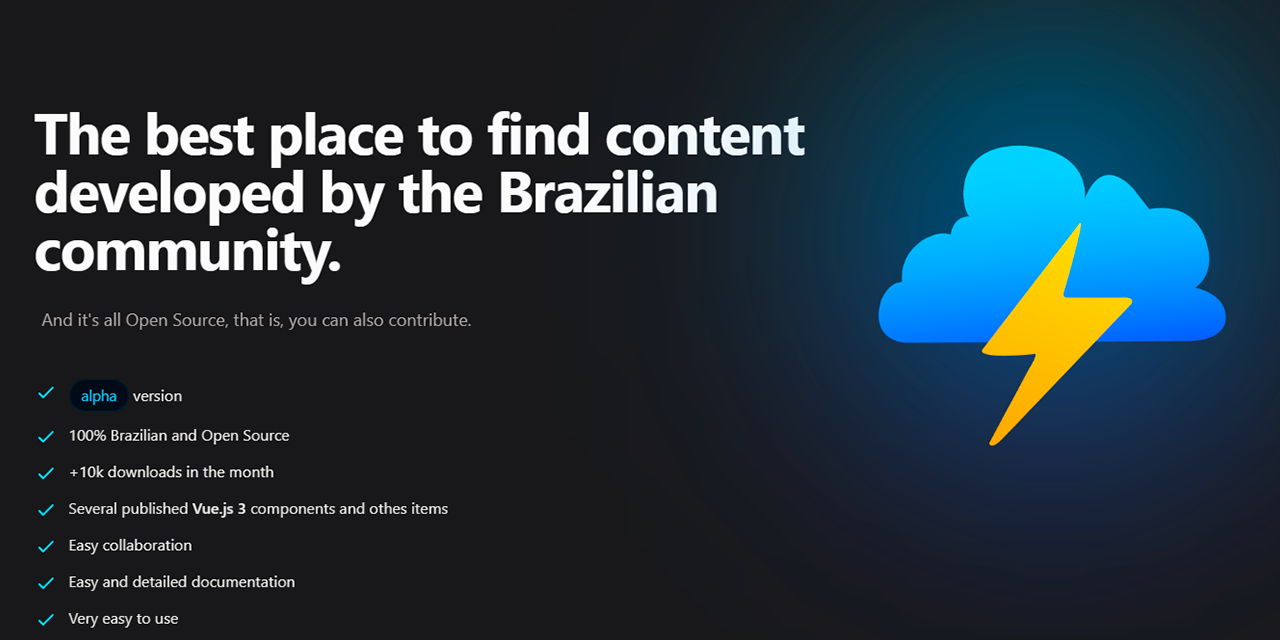 The best place to find content
developed by the Brazilian
community.
And it's all Open Source, that is, you can also contribute.
alpha version
100% Brazilian and Open Source
+10k downloads in the month
Several published Vue.js 3 components and othes items
Easy collaboration
Easy and detailed documentation
Very easy to use